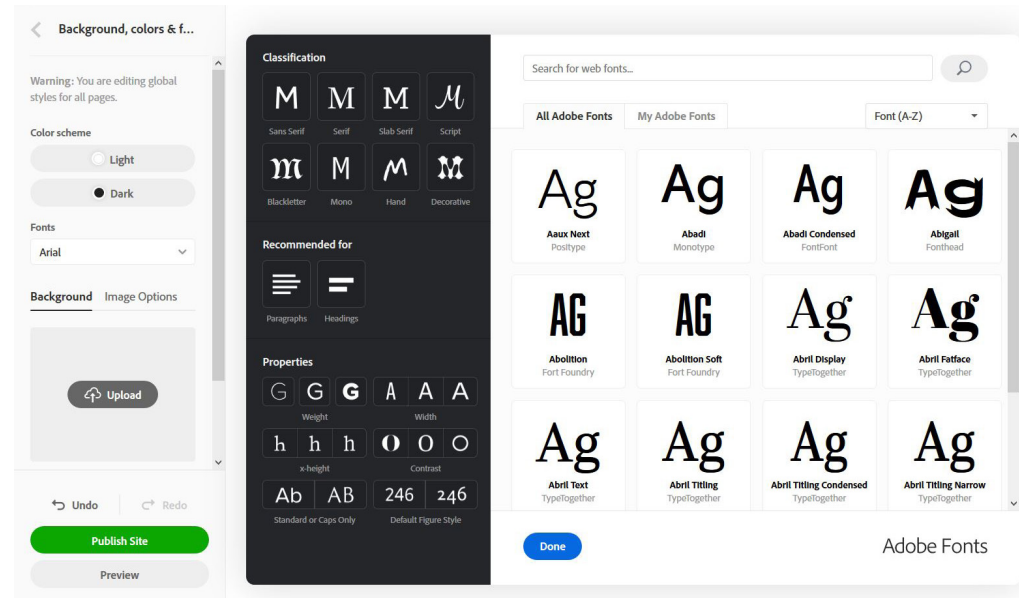 Background, colors & f...
Warning: You are editing global
styles for all pages.
Color scheme
Light
Dark
Fonts
Arial
Background Image Options
Upload
Undo Redo
Publish Site
Preview
Classification
M M M M
Sans Serif Serif Slab Serif Script
m M M M
Blackletter Mono Hand Decorative
Recommended for
Paragraphs Headings
Properties
G G G A A A
Weight Width
h h h O O O
x-height Contrast
Ab AB 246 246
Standard or Caps Only Default Figure Style
Search for web fonts...
All Adobe Fonts My Adobe Fonts Font (A-Z)
Ag Ag Ag Ag
Aaux Next Abadi Abadi Condensed Abigail
Positype Monotype FontFont Fonthead
AG AG Ag Ag
Abolition Abolition Soft Abril Display Abril Fatface
Fort Foundry Fort Foundry TypeTogether TypeTogether
Ag Ag Ag Ag
Abril Text Abril Titling Abril Titling Condensed Abril Titling Narrow
TypeTogether TypeTogether TypeTogether TypeTogether
Done Adobe Fonts